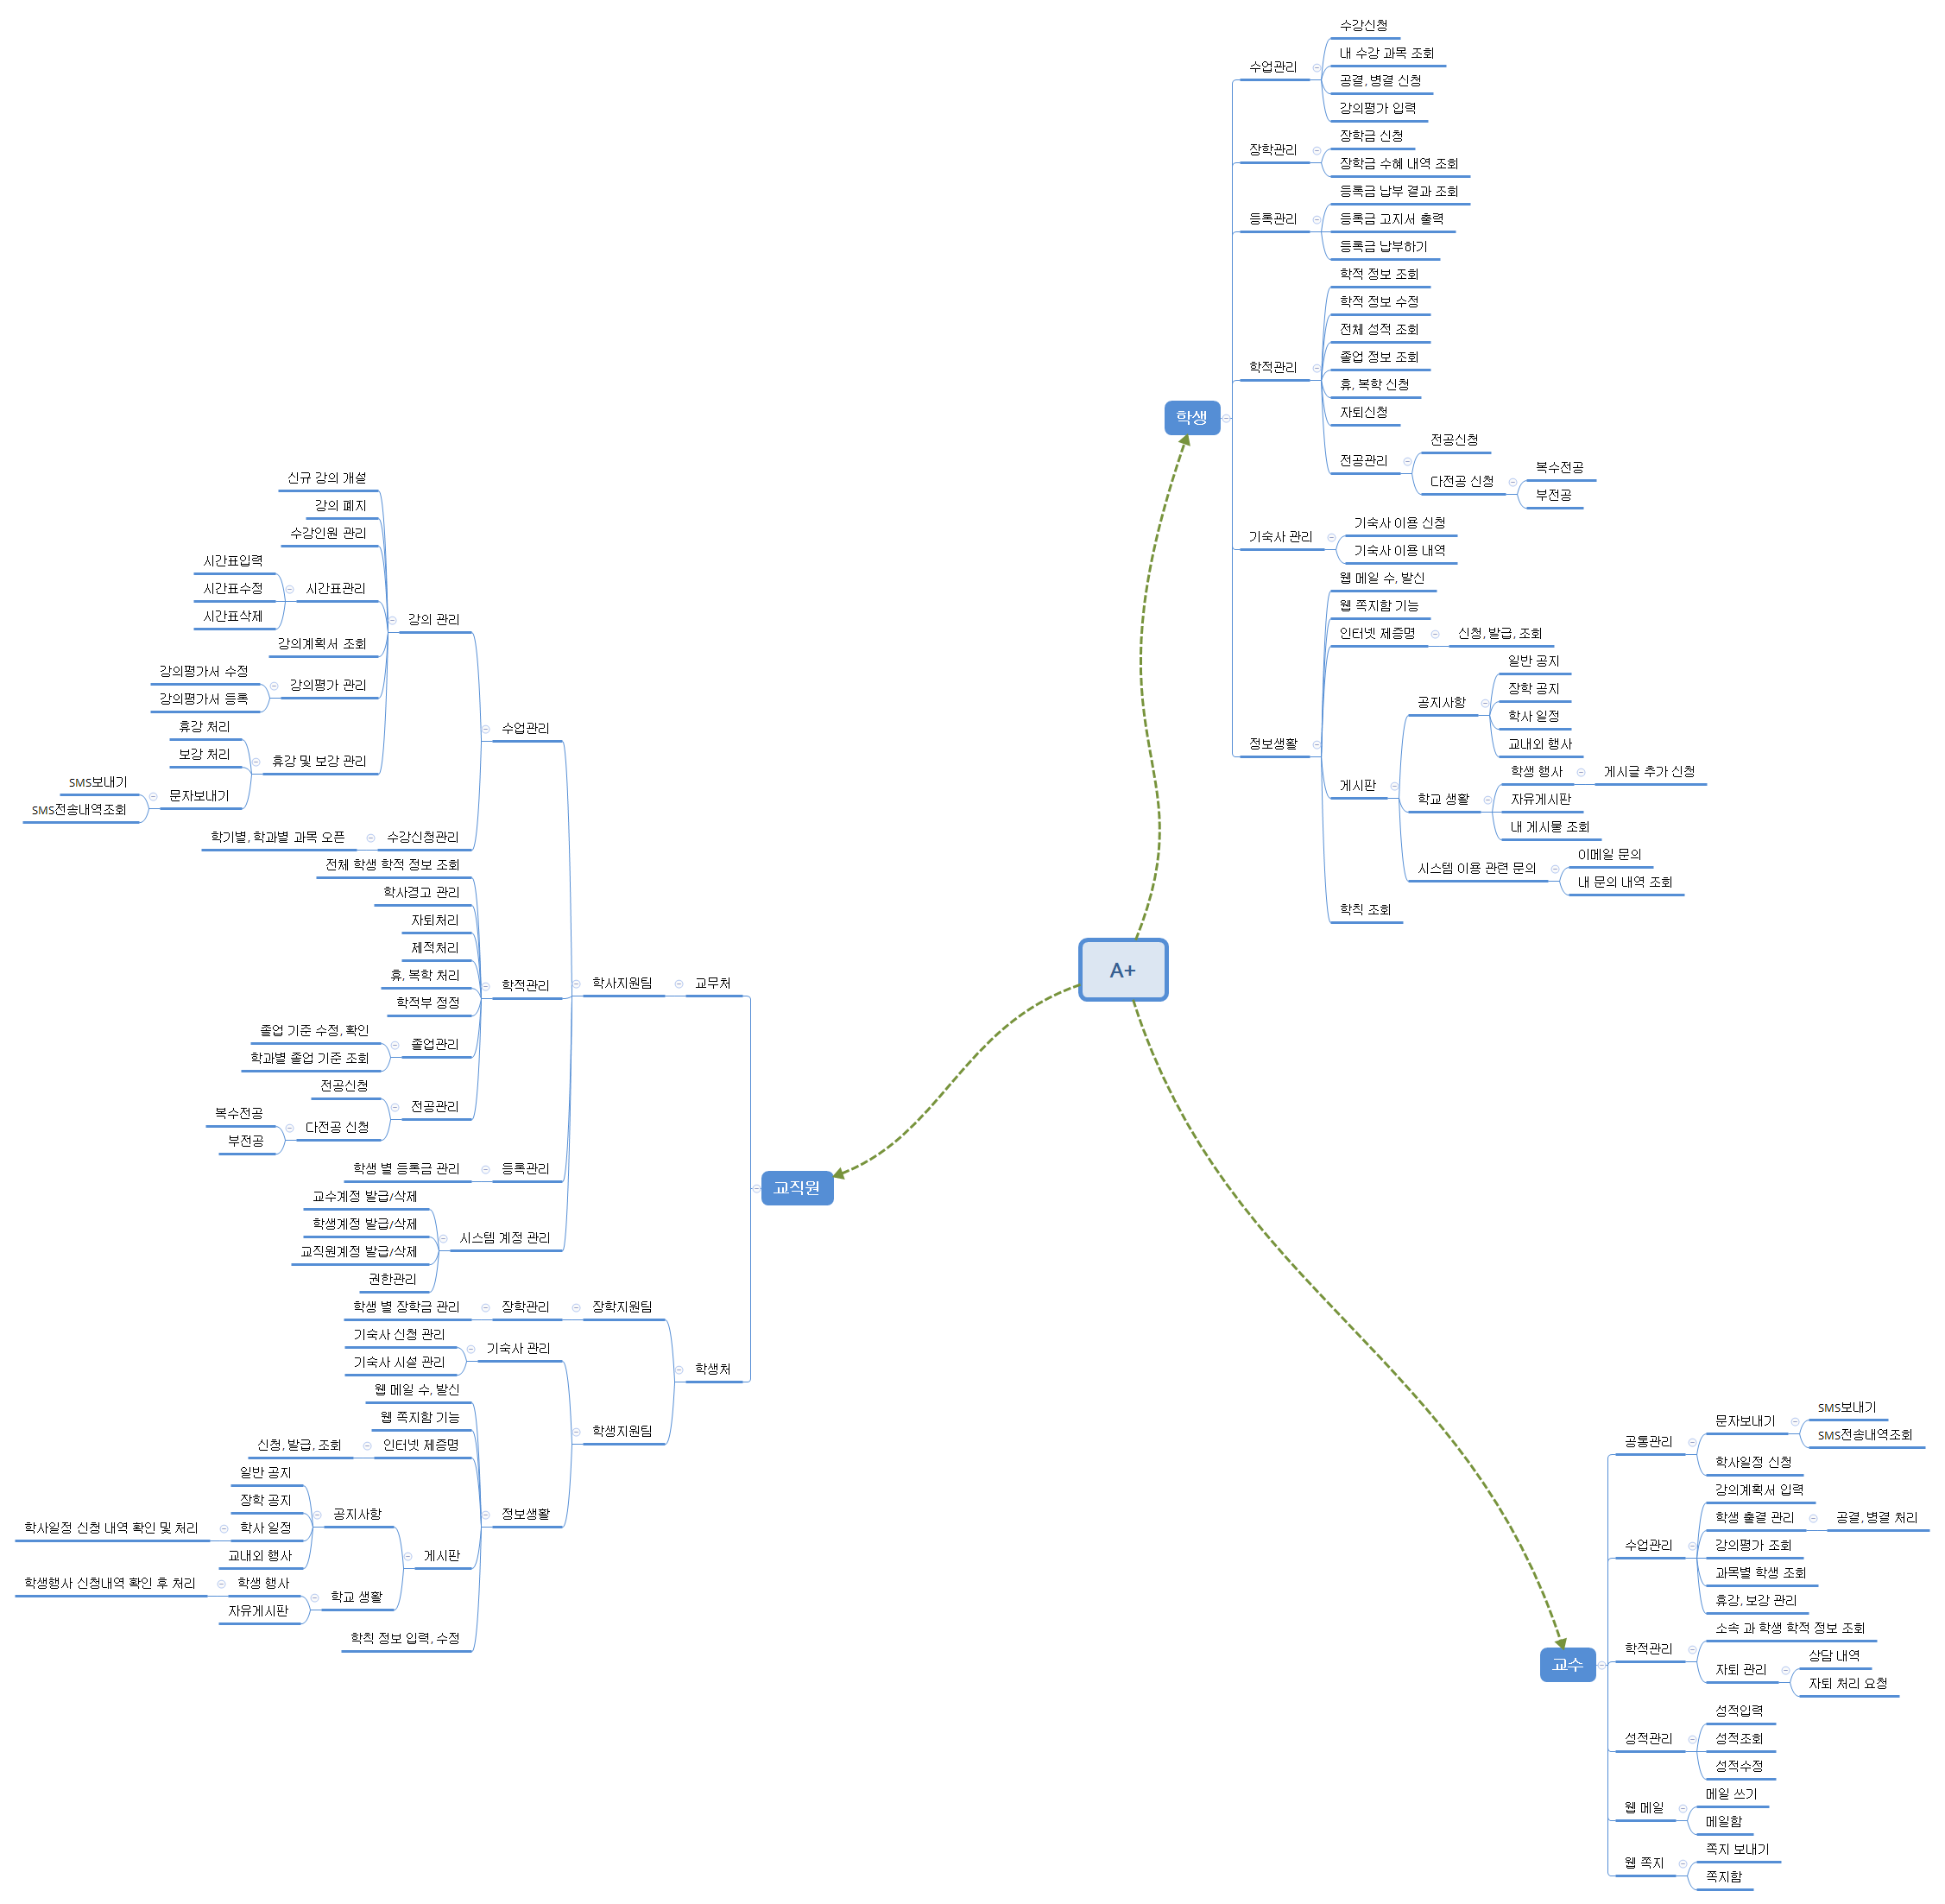 A+
학생
수업관리
수강신청
내 수강 과목 조회
공결, 병결 신청
강의평가 입력
장학관리
장학금 신청
장학금 수혜 내역 조회
등록관리
등록금 납부 결과 조회
등록금 고지서 출력
등록금 납부하기
학적관리
학적 정보 조회
학적 정보 수정
전체 성적 조회
졸업 정보 조회
휴, 복학 신청
자퇴신청
전공관리
전공신청
다전공 신청
복수전공
부전공
기숙사 관리
기숙사 이용 신청
기숙사 이용 내역
정보생활
웹 메일 수, 발신
웹 쪽지함 기능
인터넷 제증명
신청, 발급, 조회
게시판
공지사항
일반 공지
장학 공지
학사 일정
교내외 행사
학교 생활
학생 행사
게시글 추가 신청
자유게시판
내 게시물 조회
시스템 이용 관련 문의
이메일 문의
내 문의 내역 조회
학칙 조회
교직원
교무처
학사지원팀
수업관리
강의 관리
신규 강의 개설
강의 폐지
수강인원 관리
시간표관리
시간표입력
시간표수정
시간표삭제
강의계획서 조회
강의평가 관리
강의평가서 수정
강의평가서 등록
휴강 및 보강 관리
휴강 처리
보강 처리
문자보내기
SMS보내기
SMS전송내역조회
수강신청관리
학기별, 학과별 과목 오픈
학적관리
전체 학생 학적 정보 조회
학사경고 관리
자퇴처리
제적처리
휴, 복학 처리
학적부 정정
졸업관리
졸업 기준 수정, 확인
학과별 졸업 기준 조회
전공관리
전공신청
다전공 신청
복수전공
부전공
등록관리
학생 별 등록금 관리
시스템 계정 관리
교수계정 발급/삭제
학생계정 발급/삭제
교직원계정 발급/삭제
권한관리
학생처
장학지원팀
장학관리
학생 별 장학금 관리
학생지원팀
기숙사 관리
기숙사 신청 관리
기숙사 시설 관리
정보생활
웹 메일 수, 발신
웹 쪽지함 기능
인터넷 제증명
신청, 발급, 조회
게시판
공지사항
일반 공지
장학 공지
학사 일정
학사일정 신청 내역 확인 및 처리
교내외 행사
학교 생활
학생 행사
학생행사 신청내역 확인 후 처리
자유게시판
학칙 정보 입력, 수정
교수
공통관리
문자보내기
SMS보내기
SMS전송내역조회
학사일정 신청
수업관리
강의계획서 입력
학생 출결 관리
공결, 병결 처리
강의평가 조회
과목별 학생 조회
휴강, 보강 관리
학적관리
소속 과 학생 학적 정보 조회
자퇴 관리
상담 내역
자퇴 처리 요청
성적관리
성적입력
성적조회
성적수정
웹 메일
메일 쓰기
메일함
웹 쪽지
쪽지 보내기
쪽지함